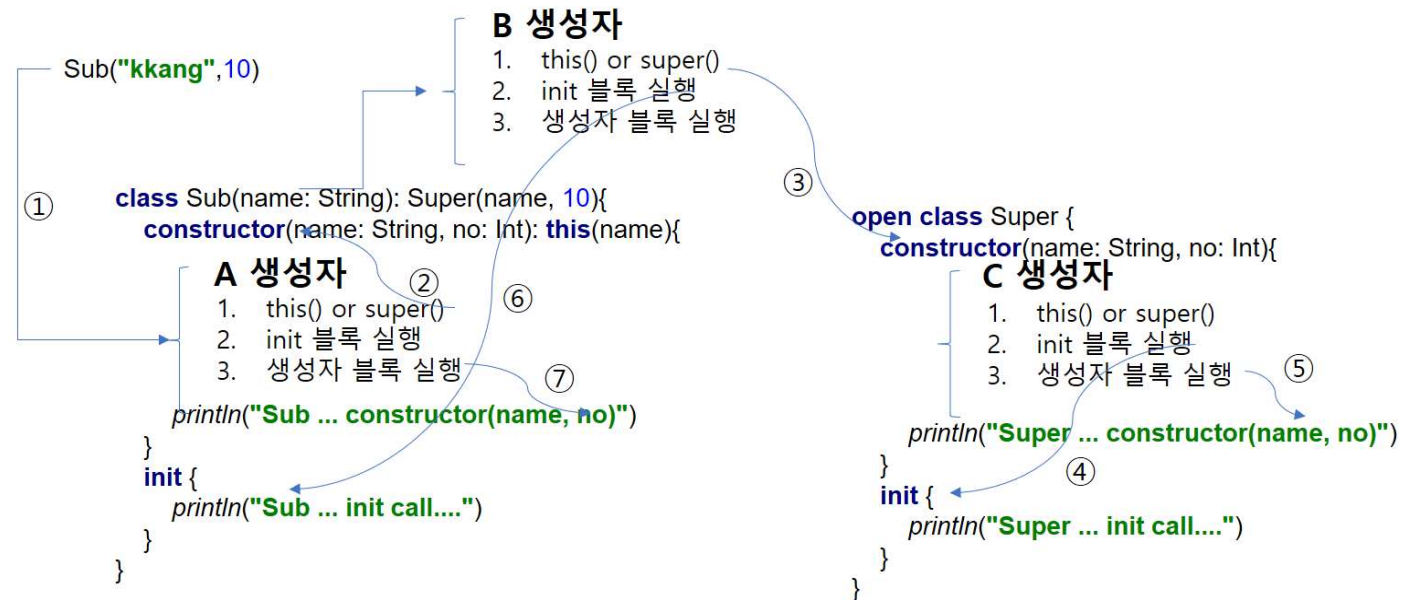 B 생성자
1. this() or super()
2. init 블록 실행
3. 생성자 블록 실행
Sub("kkang",10)
①
class Sub(name: String): Super(name, 10){
constructor(name: String, no: Int): this(name){
A 생성자
②
1. this() or super()
2. init 블록 실행
3. 생성자 블록 실행
⑥
⑦
println("Sub ... constructor(name, no)")
}
init {
println("Sub ... init call....")
}
}
③
open class Super {
constructor(name: String, no: Int){
C 생성자
1. this() or super()
2. init 블록 실행
3. 생성자 블록 실행
⑤
println("Super ... constructor(name, no)")
}
④
init {
println("Super ... init call....")
}
}